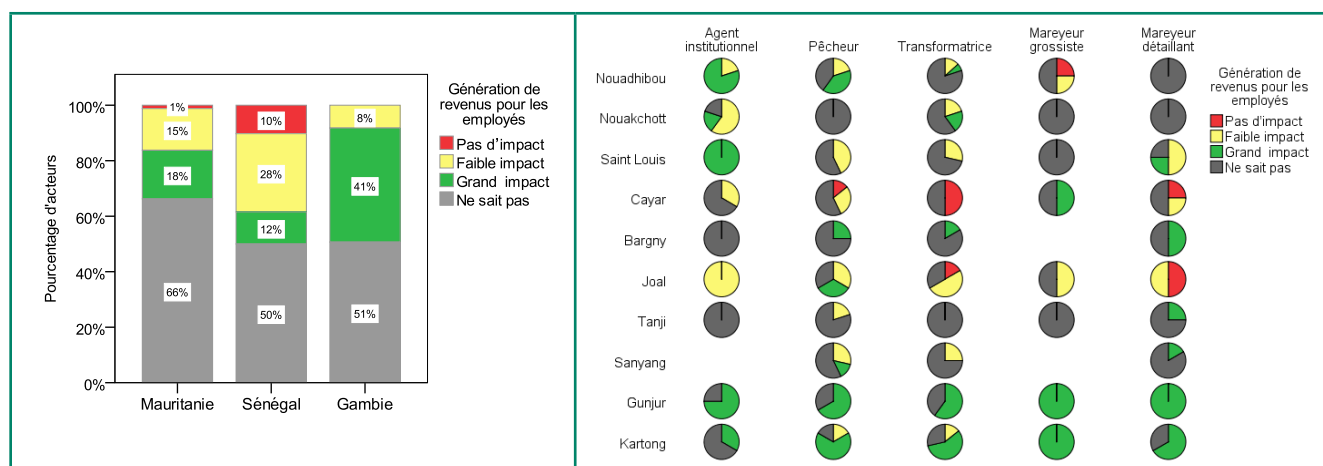 Génération de
revenus pour les
employés
Pas d'impact
Faible impact
Grand impact
Ne sait pas
Pourcentage d'acteurs
100%
80%
60%
40%
20%
0%
1%
15%
18%
66%
10%
28%
12%
50%
8%
41%
51%
Mauritanie Sénégal Gambie
Agent
institutionnel
Pêcheur
Transformatrice
Mareyeur
grossiste
Mareyeur
détaillant
Nouadhibou
Nouakchott
Saint Louis
Cayar
Bargny
Joal
Tanji
Sanyang
Gunjur
Kartong
Génération de
revenus pour les
employés
Pas d'impact
Faible impact
Grand impact
Ne sait pas